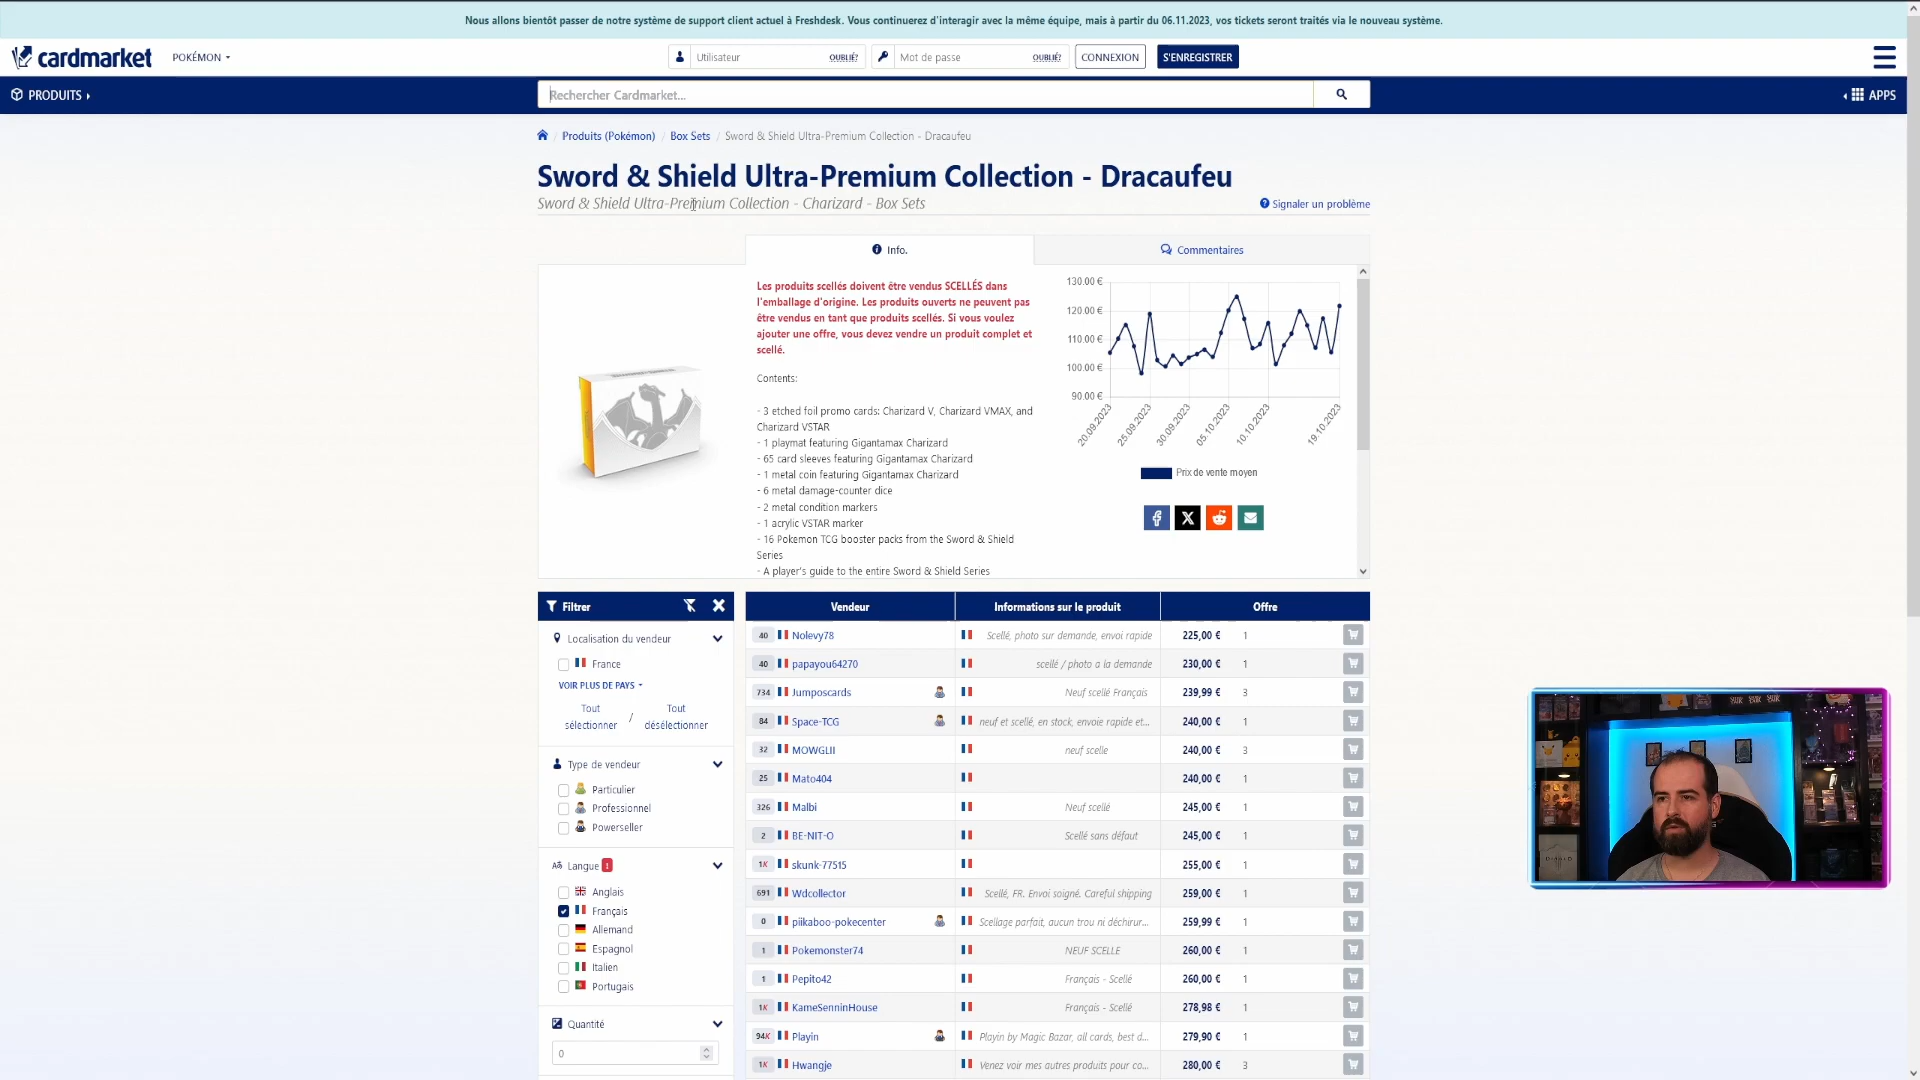 Nous allons bientôt passer de notre système de support client actuel à Freshdesk. Vous continuerez d'interagir avec la même équipe, mais à partir du 06.11.2023, vos tickets seront traités via le nouveau système.
cardmarket
POKÉMON
Utilisateur
OUBLIÉ?
Mot de passe
OUBLIÉ?
CONNEXION
S'ENREGISTRER
PRODUITS
Rechercher Cardmarket...
APPS
Produits (Pokémon) / Box Sets / Sword & Shield Ultra-Premium Collection - Dracaufeu
Sword & Shield Ultra-Premium Collection - Dracaufeu
Sword & Shield Ultra-Premium Collection - Charizard - Box Sets
Signaler un problème
Info.
Commentaires
Les produits scellés doivent être vendus SCELLÉS dans
l'emballage d'origine. Les produits ouverts ne peuvent pas
être vendus en tant que produits scellés. Si vous voulez
ajouter une offre, vous devez vendre un produit complet et
scellé.
Contents:
- 3 etched foil promo cards: Charizard V, Charizard VMAX, and
Charizard VSTAR
- 1 playmat featuring Gigantamax Charizard
- 65 card sleeves featuring Gigantamax Charizard
- 1 metal coin featuring Gigantamax Charizard
- 6 metal damage-counter dice
- 2 metal condition markers
- 1 acrylic VSTAR marker
- 16 Pokemon TCG booster packs from the Sword & Shield
Series
- A player's guide to the entire Sword & Shield Series
130.00 €
120.00 €
110.00 €
100.00 €
90.00 €
20.09.2023
25.09.2023
30.09.2023
05.10.2023
10.10.2023
19.10.2023
Prix de vente moyen
Filtrer
Localisation du vendeur
France
VOIR PLUS DE PAYS
Tout
sélectionner
/
Tout
désélectionner
Type de vendeur
Particulier
Professionnel
Powerseller
Langue !
Anglais
Français
Allemand
Espagnol
Italien
Portugais
Quantité
0
Vendeur Informations sur le produit Offre
40 Nolevy78 Scellé, photo sur demande, envoi rapide 225,00 € 1
40 papayou64270 scellé / photo a la demande 230,00 € 1
734 Jumposcards Neuf scellé Français 239,99 € 3
84 Space-TCG neuf et scellé, en stock, envoie rapide et... 240,00 € 1
32 MOWGLII neuf scelle 240,00 € 3
25 Mato404 240,00 € 1
326 Malbi Neuf scellé 245,00 € 1
2 BE-NIT-O Scellé sans défaut 245,00 € 1
1K skunk-77515 255,00 € 1
691 Wdcollector Scellé, FR. Envoi soigné. Careful shipping 259,00 € 1
0 piikaboo-pokecenter Scellage parfait, aucun trou ni déchirur... 259,99 € 1
1 Pokemonster74 NEUF SCELLE 260,00 € 1
1 Pepito42 Français - Scellé 260,00 € 1
1K KameSenninHouse Français - Scellé 278,98 € 1
94K Playin Playin by Magic Bazar, all cards, best d... 279,90 € 1
1K Hwangje Venez voir mes autres produits pour co... 280,00 € 3